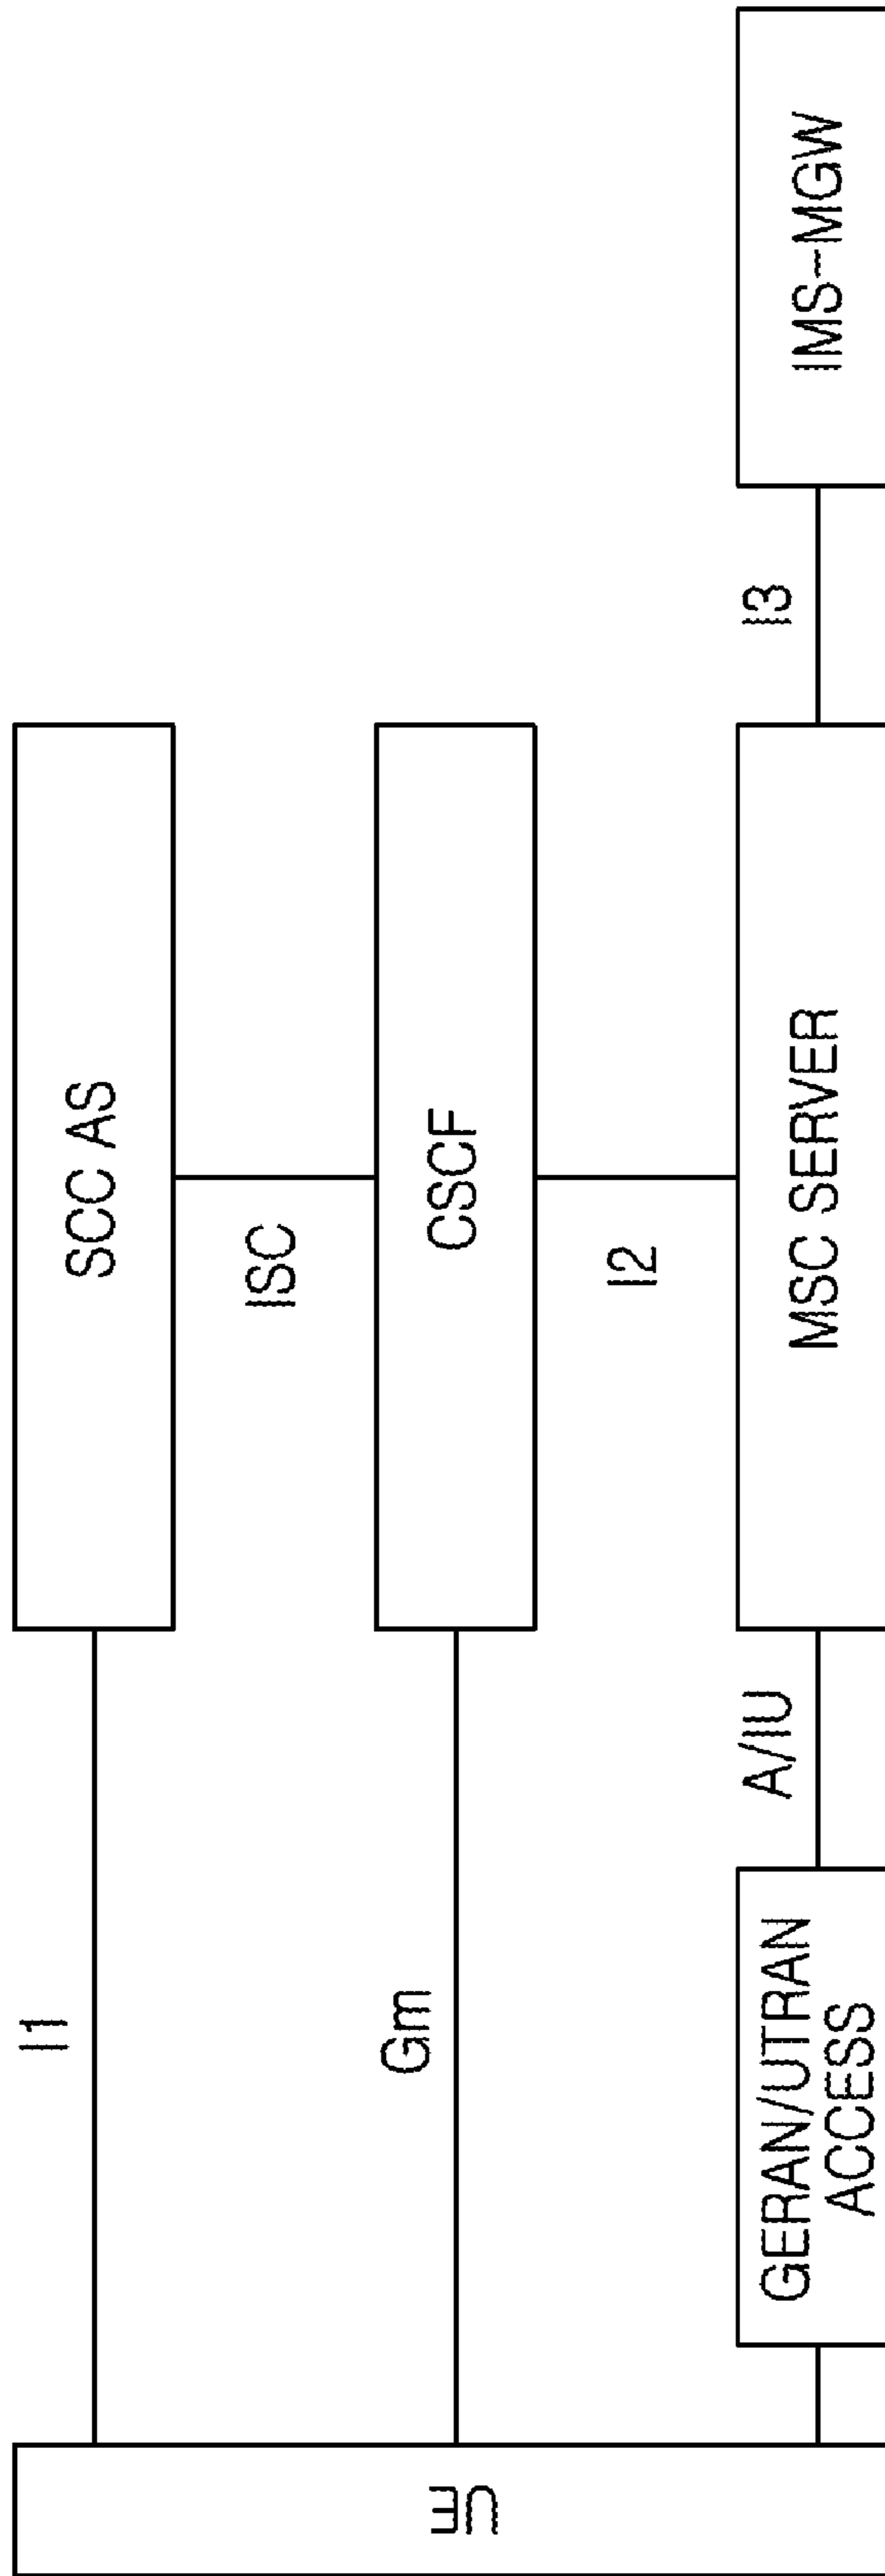 SCC AS
I1
ISC
UE
Gm
CSCF
I2
GERAN/UTRAN
ACCESS
A/IU
MSC SERVER
I3
IMS-MGW